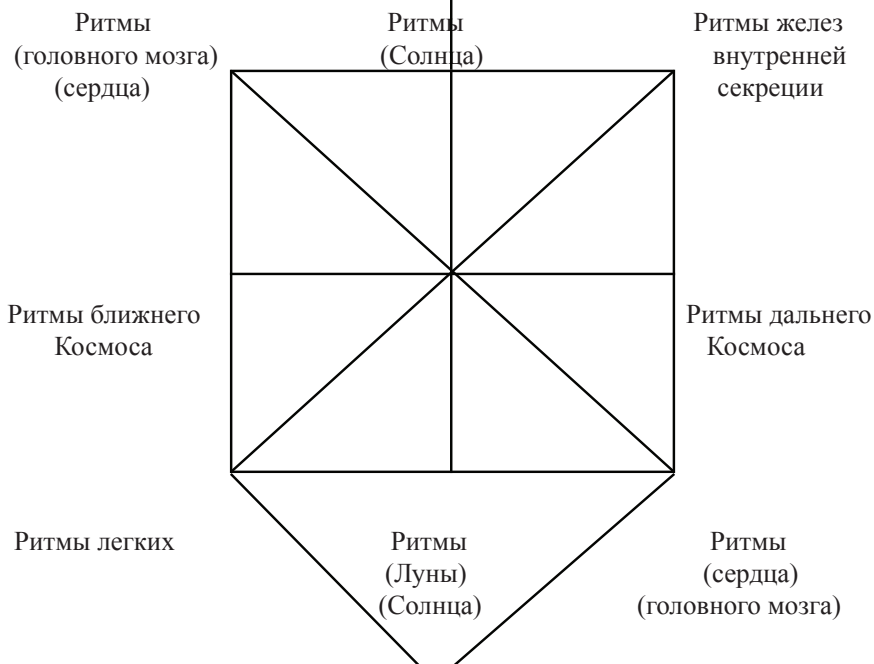 Ритмы
(головного мозга)
(сердца)
Ритмы
(Солнца)
Ритмы желез
внутренней
секреции
Ритмы ближнего
Космоса
Ритмы дальнего
Космоса
Ритмы легких
Ритмы
(Луны)
(Солнца)
Ритмы
(сердца)
(головного мозга)